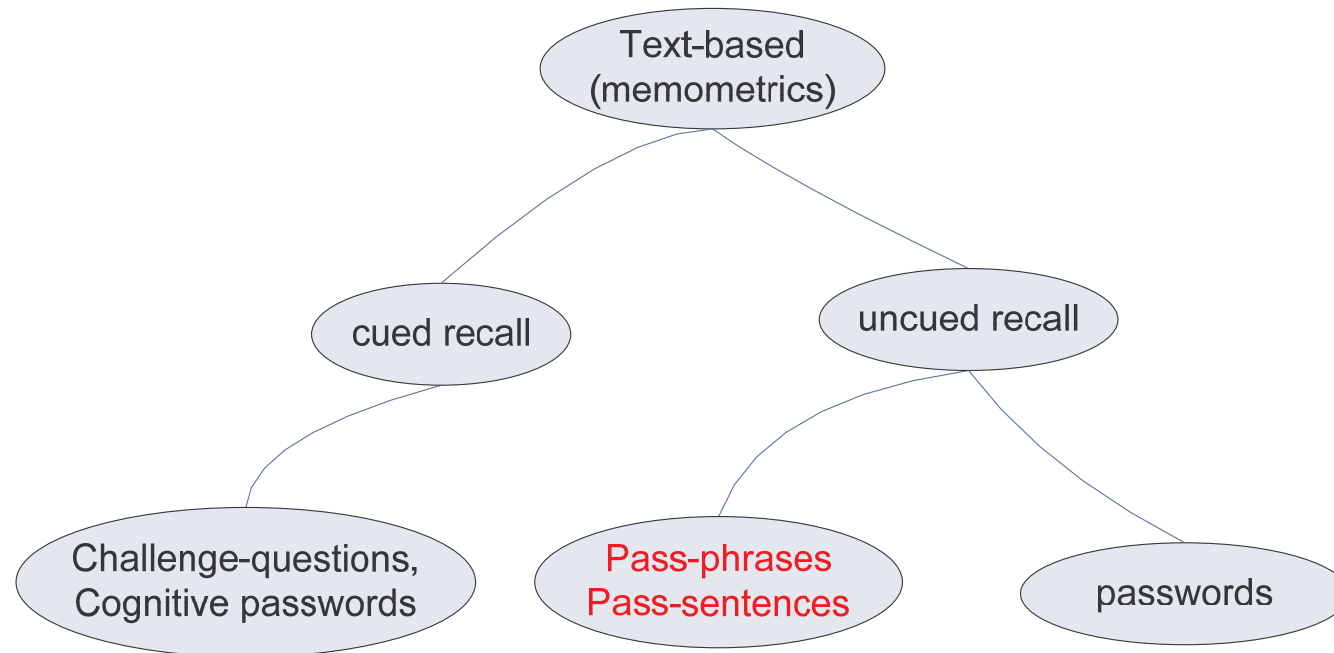 Text-based
(memometrics)
cued recall
uncued recall
Challenge-questions,
Cognitive passwords
Pass-phrases
Pass-sentences
passwords